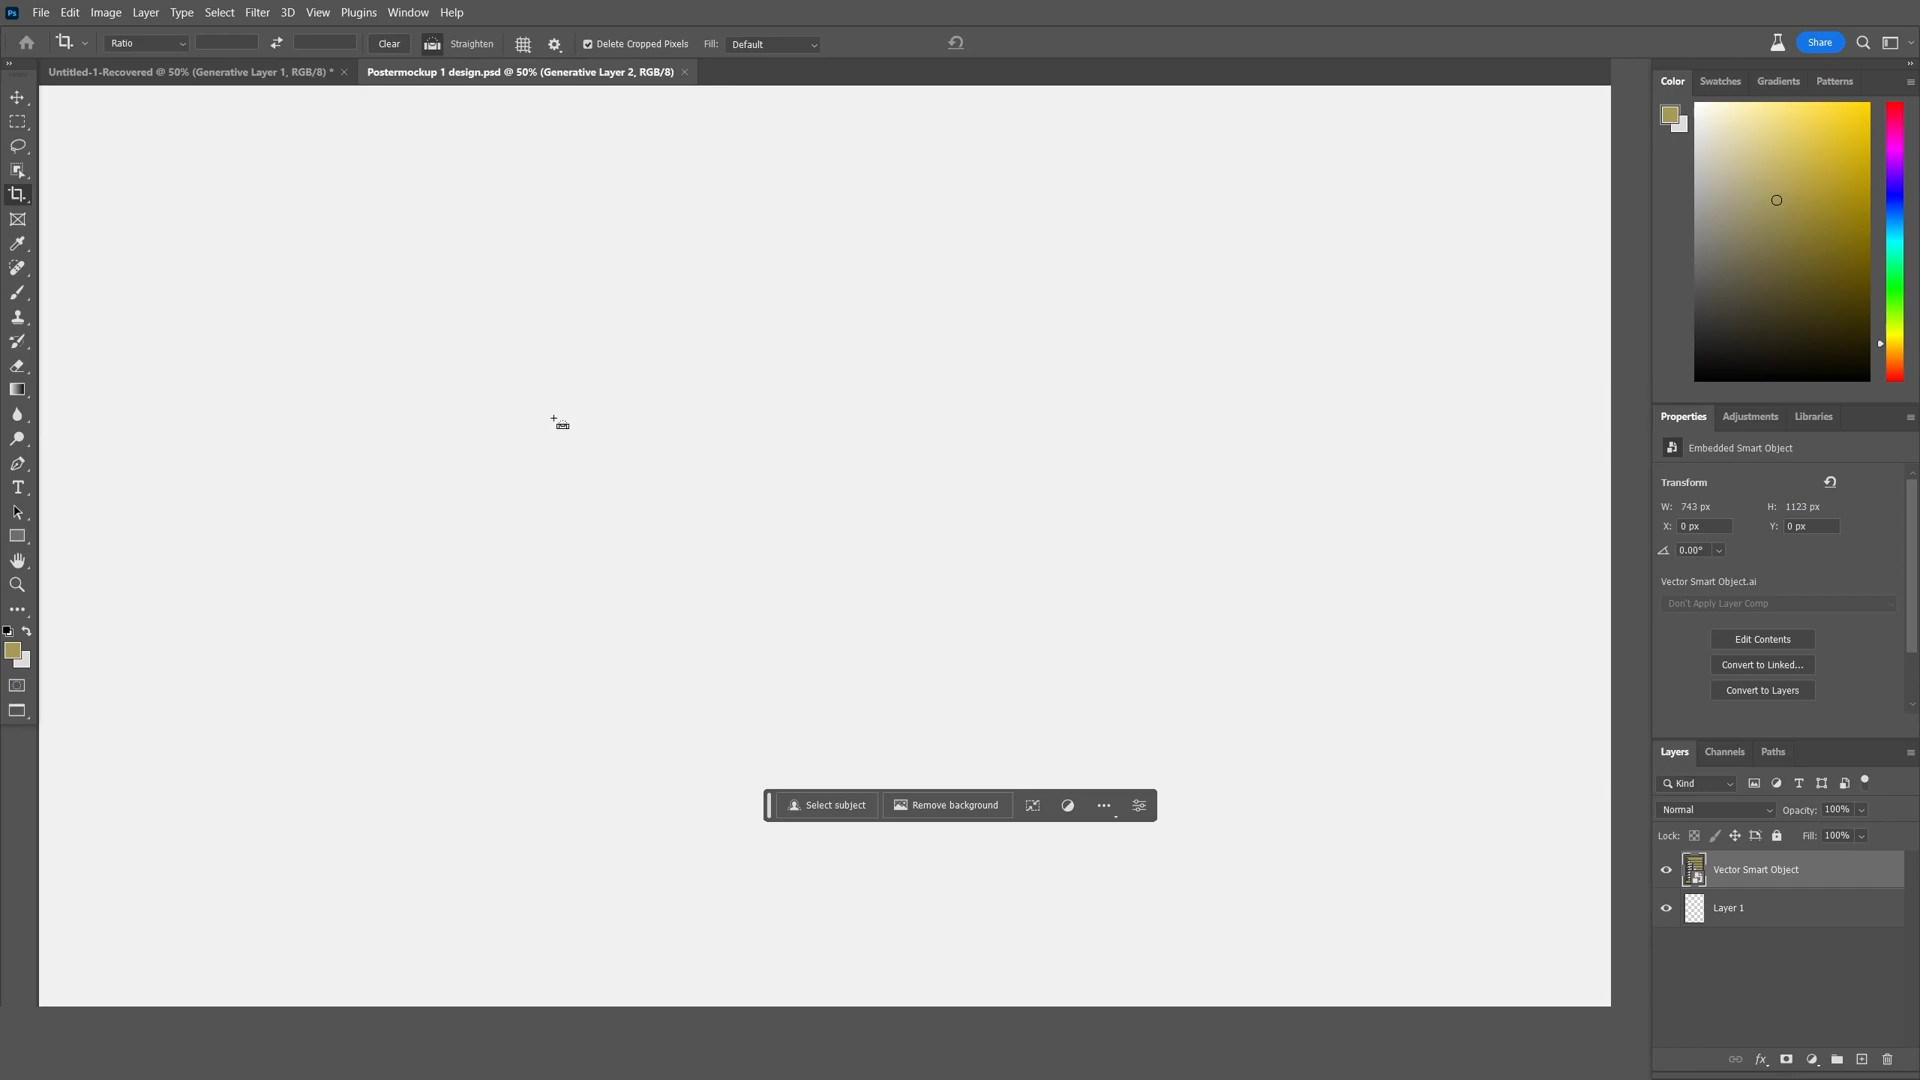 Ps File Edit Image Layer Type Select Filter 3D View Plugins Window Help
Ratio Clear Straighten Delete Cropped Pixels Fill: Default Share
Untitled-1-Recovered @ 50% (Generative Layer 1, RGB/8) * × Postermockup 1 design.psd @ 50% (Generative Layer 2, RGB/8) ×
Color Swatches Gradients Patterns
Properties Adjustments Libraries
Embedded Smart Object
Transform
W: 743 px H: 1123 px
X: 0 px Y: 0 px
0.00°
Vector Smart Object.ai
Don't Apply Layer Comp
Edit Contents
Convert to Linked...
Convert to Layers
Layers Channels Paths
Kind
Normal Opacity: 100%
Lock: Fill: 100%
Vector Smart Object
Layer 1
fx
Select subject Remove background